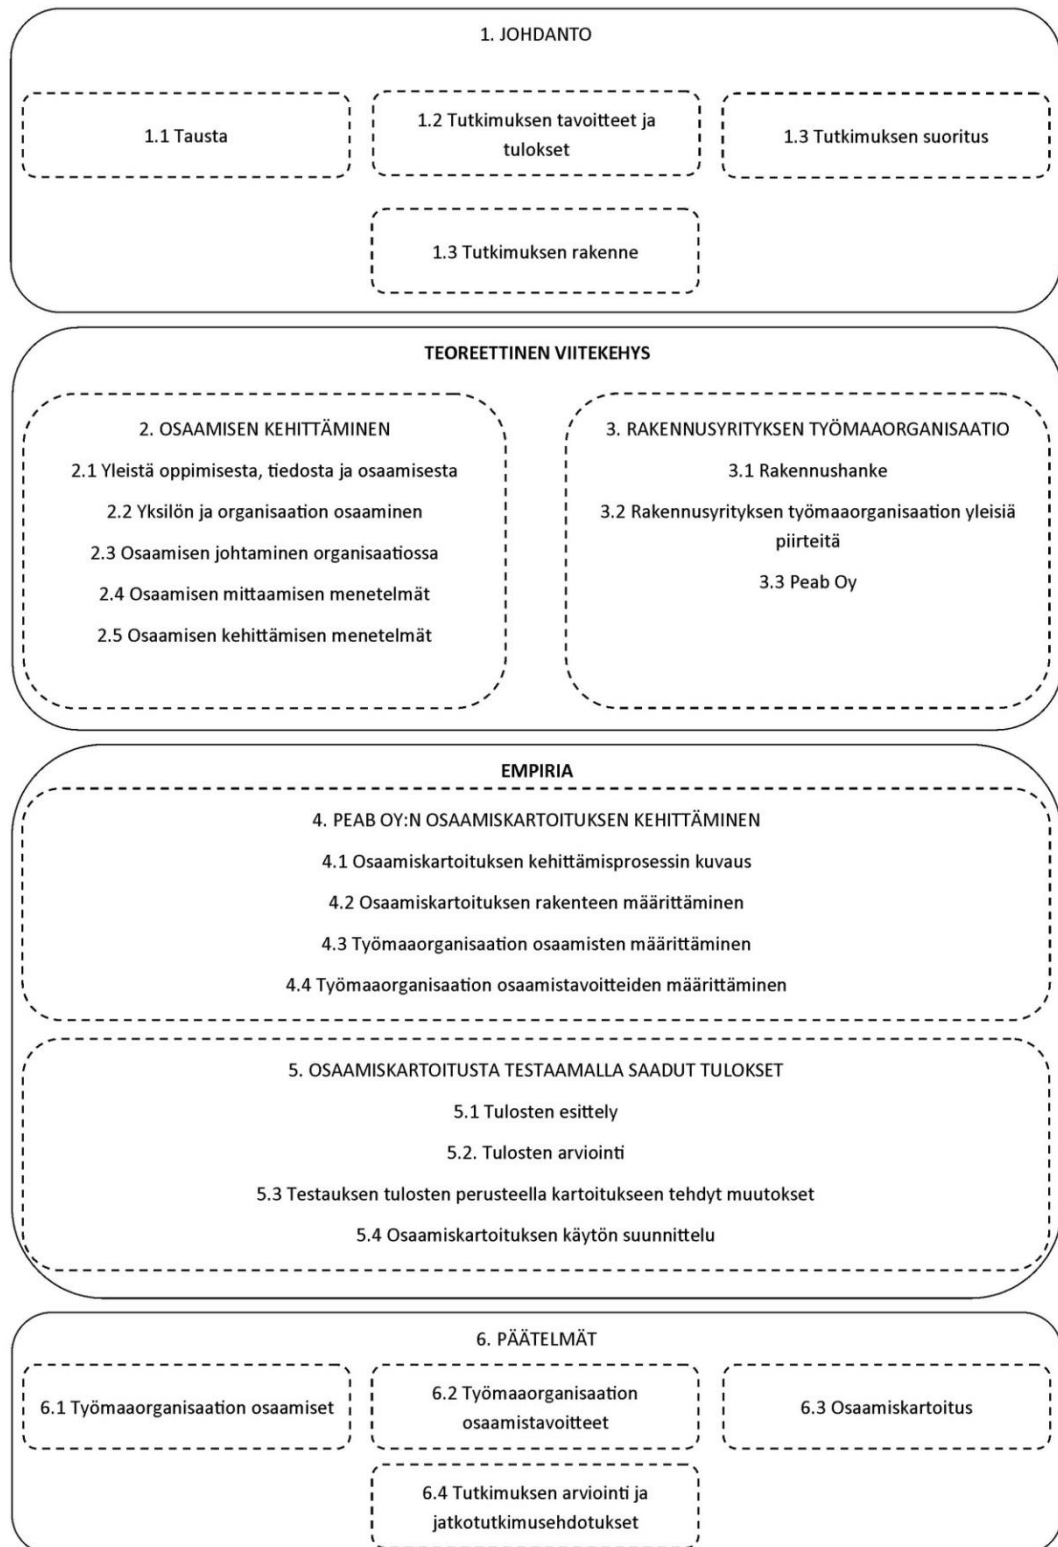 1. JOHDANTO
1.1 Tausta
1.2 Tutkimuksen tavoitteet ja
tulokset
1.3 Tutkimuksen suoritus
1.3 Tutkimuksen rakenne
TEOREETTINEN VIITEKEHYS
2. OSAAMISEN KEHITTÄMINEN
2.1 Yleistä oppimisesta, tiedosta ja osaamisesta
2.2 Yksilön ja organisaation osaaminen
2.3 Osaamisen johtaminen organisaatiossa
2.4 Osaamisen mittaamisen menetelmät
2.5 Osaamisen kehittämisen menetelmät
3. RAKENNUSYRITYKSEN TYÖMAAORGANISAATIO
3.1 Rakennushanke
3.2 Rakennusyrityksen työmaaorganisaation yleisiä
piirteitä
3.3 Peab Oy
EMPIRIA
4. PEAB OY:N OSAAMISKARTOITUKSEN KEHITTÄMINEN
4.1 Osaamiskartoituksen kehittämisprosessin kuvaus
4.2 Osaamiskartoituksen rakenteen määrittäminen
4.3 Työmaaorganisaation osaamisten määrittäminen
4.4 Työmaaorganisaation osaamistavoitteiden määrittäminen
5. OSAAMISKARTOITUSTA TESTAAMALLA SAADUT TULOKSET
5.1 Tulosten esittely
5.2. Tulosten arviointi
5.3 Testauksen tulosten perusteella kartoitukseen tehdyt muutokset
5.4 Osaamiskartoituksen käytön suunnittelu
6. PÄÄTELMÄT
6.1 Työmaaorganisaation osaamiset
6.2 Työmaaorganisaation
osaamistavoitteet
6.3 Osaamiskartoitus
6.4 Tutkimuksen arviointi ja
jatkotutkimusehdotukset